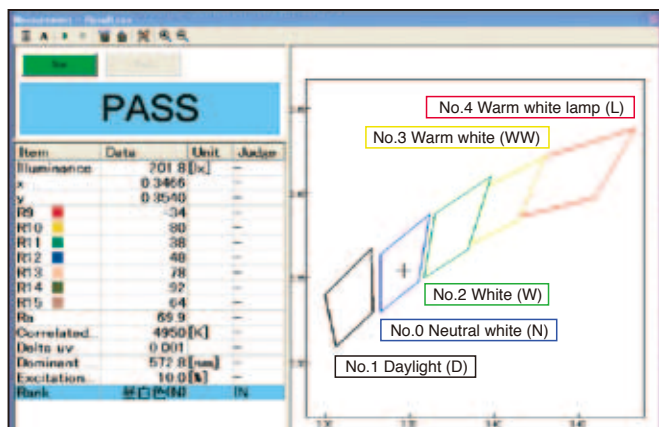 PASS
Item Data Unit Judge
Illuminance 201.8 [lx] —
x 0.3466 —
y 0.3540 —
R9 -34 —
R10 80 —
R11 38 —
R12 48 —
R13 78 —
R14 92 —
R15 64 —
Ra 69.9 —
Correlated... 4950 [K] —
Delta uv 0.001 —
Dominant 572.8 [nm] —
Excitation... 10.0 [%] —
Rank 昼白色(N) IN
No.4 Warm white lamp (L)
No.3 Warm white (WW)
No.2 White (W)
No.0 Neutral white (N)
No.1 Daylight (D)